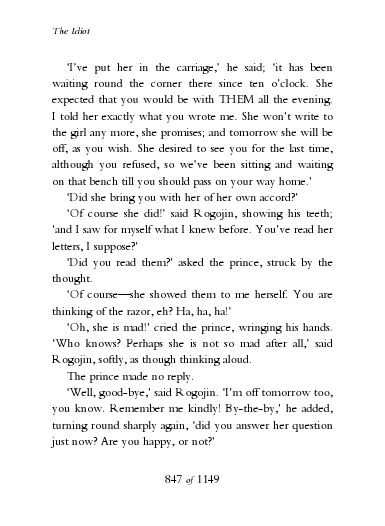 The Idiot
‘I’ve put her in the carriage,’ he said; ‘it has been
waiting round the corner there since ten o’clock. She
expected that you would be with THEM all the evening.
I told her exactly what you wrote me. She won’t write to
the girl any more, she promises; and tomorrow she will be
off, as you wish. She desired to see you for the last time,
although you refused, so we’ve been sitting and waiting
on that bench till you should pass on your way home.’
‘Did she bring you with her of her own accord?’
‘Of course she did!’ said Rogojin, showing his teeth;
‘and I saw for myself what I knew before. You’ve read her
letters, I suppose?’
‘Did you read them?’ asked the prince, struck by the
thought.
‘Of course—she showed them to me herself. You are
thinking of the razor, eh? Ha, ha, ha!’
‘Oh, she is mad!’ cried the prince, wringing his hands.
‘Who knows? Perhaps she is not so mad after all,’ said
Rogojin, softly, as though thinking aloud.
The prince made no reply.
‘Well, good-bye,’ said Rogojin. ‘I’m off tomorrow too,
you know. Remember me kindly! By-the-by,’ he added,
turning round sharply again, ‘did you answer her question
just now? Are you happy, or not?’
847 of 1149